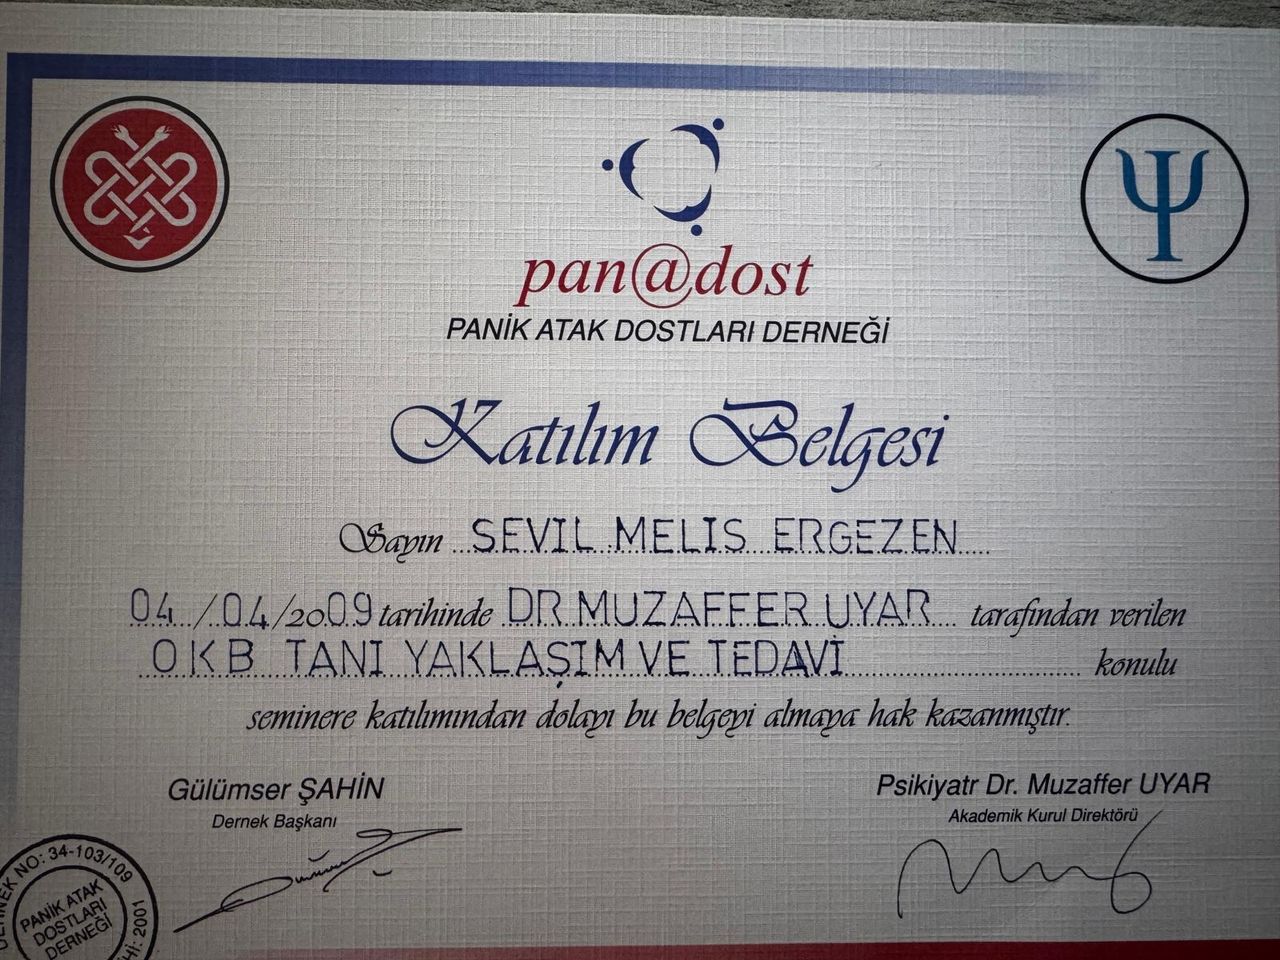 pan@dost
PANİK ATAK DOSTLARI DERNEĞİ
Katılım Belgesi
Sayın SEVIL MELIS ERGEZEN
04/04/2009 tarihinde DR MUZAFFER UYAR tarafından verilen
OKB TANI YAKLAŞIM VE TEDAVİ konulu
seminere katılımından dolayı bu belgeyi almaya hak kazanmıştır.
Gülümser ŞAHİN
Dernek Başkanı
Psikiyatr Dr. Muzaffer UYAR
Akademik Kurul Direktörü
NO: 34-103/109
PANİK ATAK
DOSTLARI
DERNEĞİ
2001